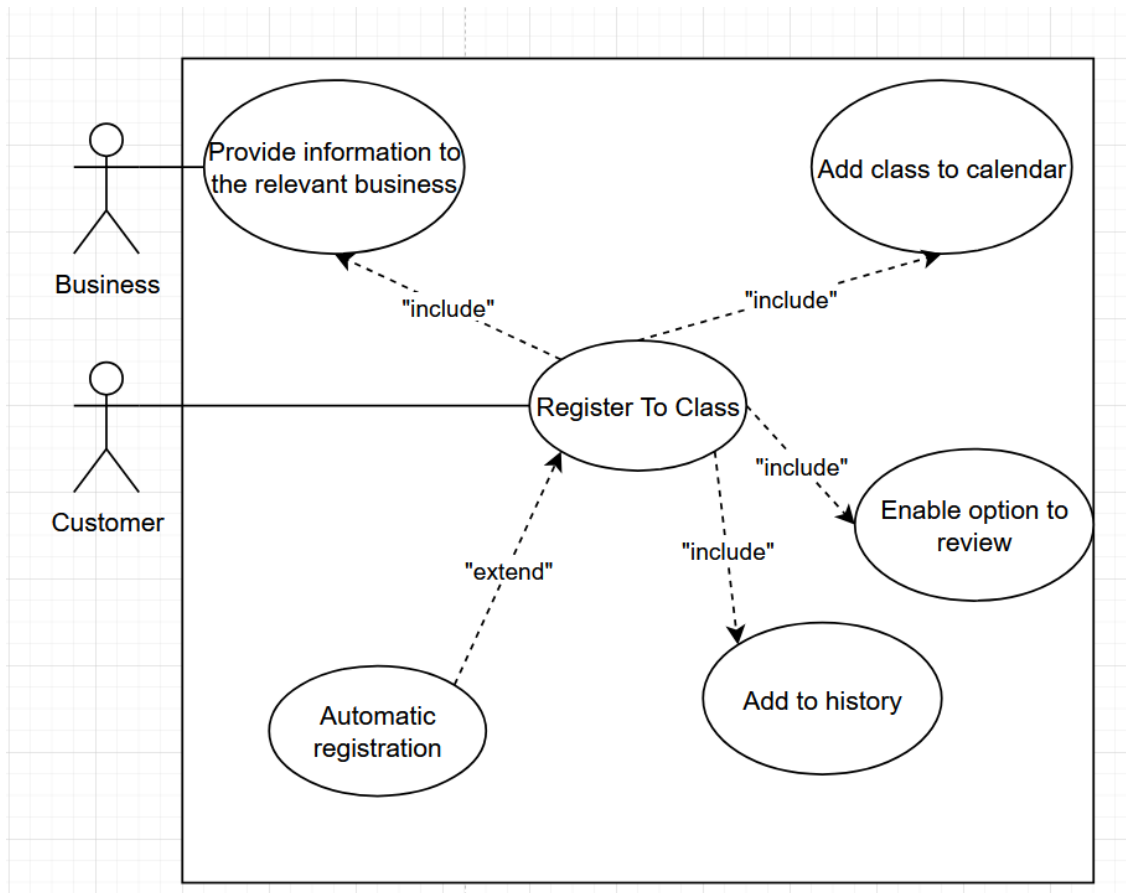 Provide information to
the relevant business
Add class to calendar
Business
"include"
"include"
Register To Class
Customer
"include"
Enable option to
review
"include"
"extend"
Add to history
Automatic
registration